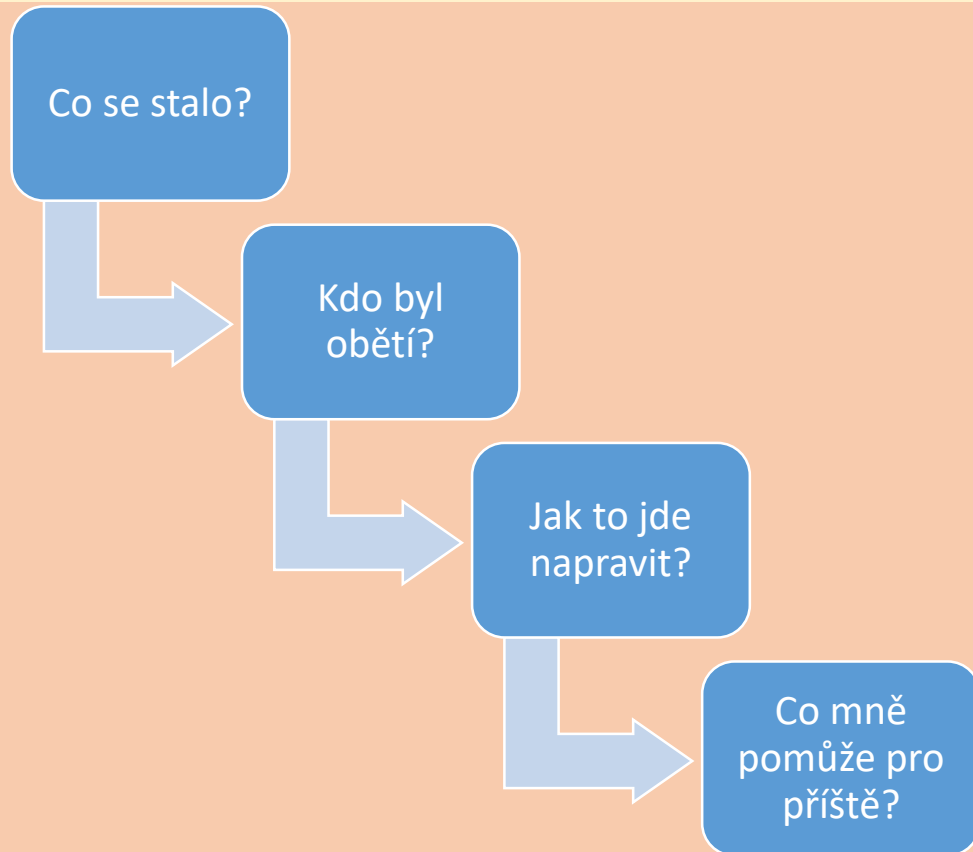 Co se stalo?
Kdo byl
obětí?
Jak to jde
napravit?
Co mně
pomůže pro
příště?